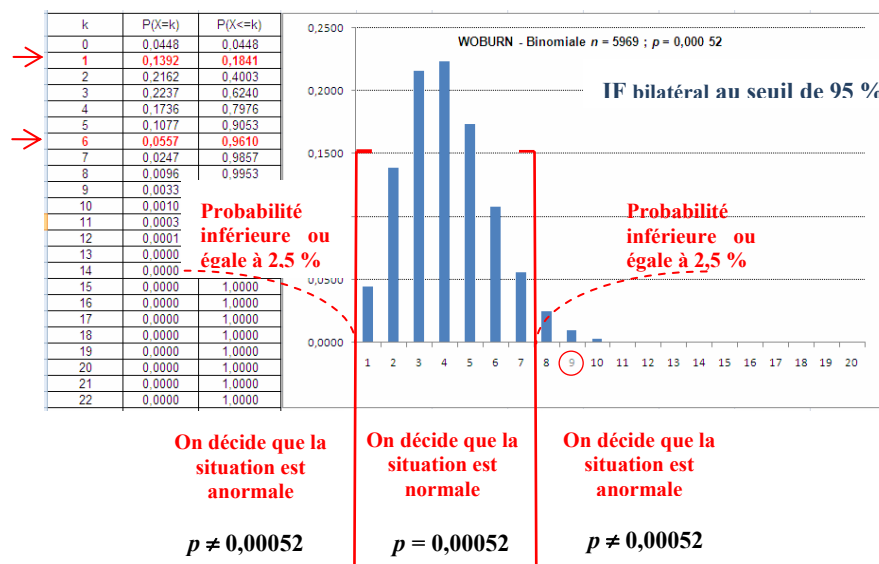 k P(X=k) P(X<=k)
0 0,0448 0,0448
1 0,1392 0,1841
2 0,2162 0,4003
3 0,2237 0,6240
4 0,1736 0,7976
5 0,1077 0,9053
6 0,0557 0,9610
7 0,0247 0,9857
8 0,0096 0,9953
9 0,0033
10 0,0010
11 0,0003
12 0,0001
13 0,0000
14 0,0000
15 0,0000 1,0000
16 0,0000 1,0000
17 0,0000 1,0000
18 0,0000 1,0000
19 0,0000 1,0000
20 0,0000 1,0000
21 0,0000 1,0000
22 0,0000 1,0000
WOBURN - Binomiale n = 5969 ; p = 0,000 52
IF bilatéral au seuil de 95 %
0,2500
0,2000
0,1500
0,0500
0,0000
1 2 3 4 5 6 7 8 9 10 11 12 13 14 15 16 17 18 19 20
Probabilité
inférieure ou
égale à 2,5 %
Probabilité
inférieure ou
égale à 2,5 %
On décide que la
situation est
anormale
p ≠ 0,00052
On décide que la
situation est
normale
p = 0,00052
On décide que la
situation est
anormale
p ≠ 0,00052